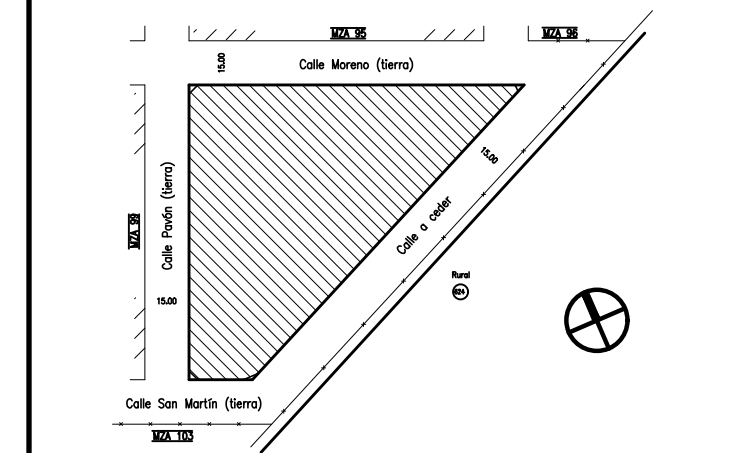 MZA 95
MZA 96
15.00
Calle Moreno (tierra)
15.00
Calle Pavón (tierra)
MZA 99
Calle a ceder
Rural
624
15.00
Calle San Martín (tierra)
MZA 103